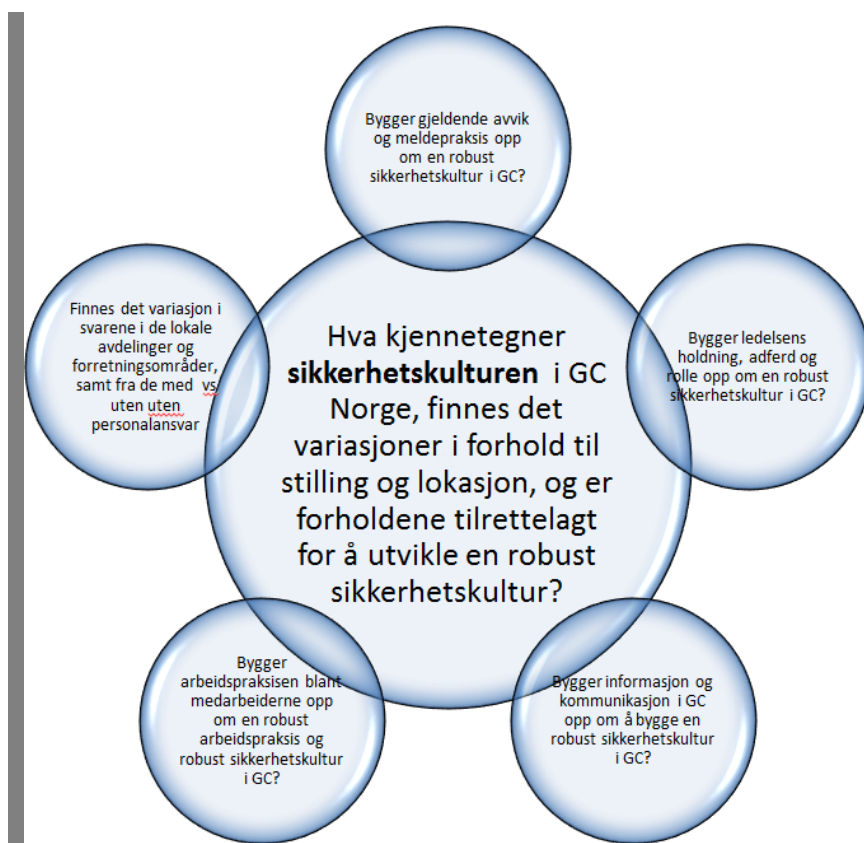 Bygger gjeldende avvik
og meldepraksis opp
om en robust
sikkerhetskultur i GC?
Finnes det variasjon i
svarene i de lokale
avdelinger og
forretningsområder,
samt fra de med vs
uten uten
personalansvar
Hva kjennetegner
sikkerhetskulturen i GC
Norge, finnes det
variasjoner i forhold til
stilling og lokasjon, og er
forholdene tilrettelagt
for å utvikle en robust
sikkerhetskultur?
Bygger ledelsens
holdning, adferd og
rolle opp om en robust
sikkerhetskultur i GC?
Bygger
arbeidspraksisen blant
medarbeiderne opp
om en robust
arbeidspraksis og
robust sikkerhetskultur
i GC?
Bygger informasjon og
kommunikasjon i GC
opp om å bygge en
robust sikkerhetskultur
i GC?